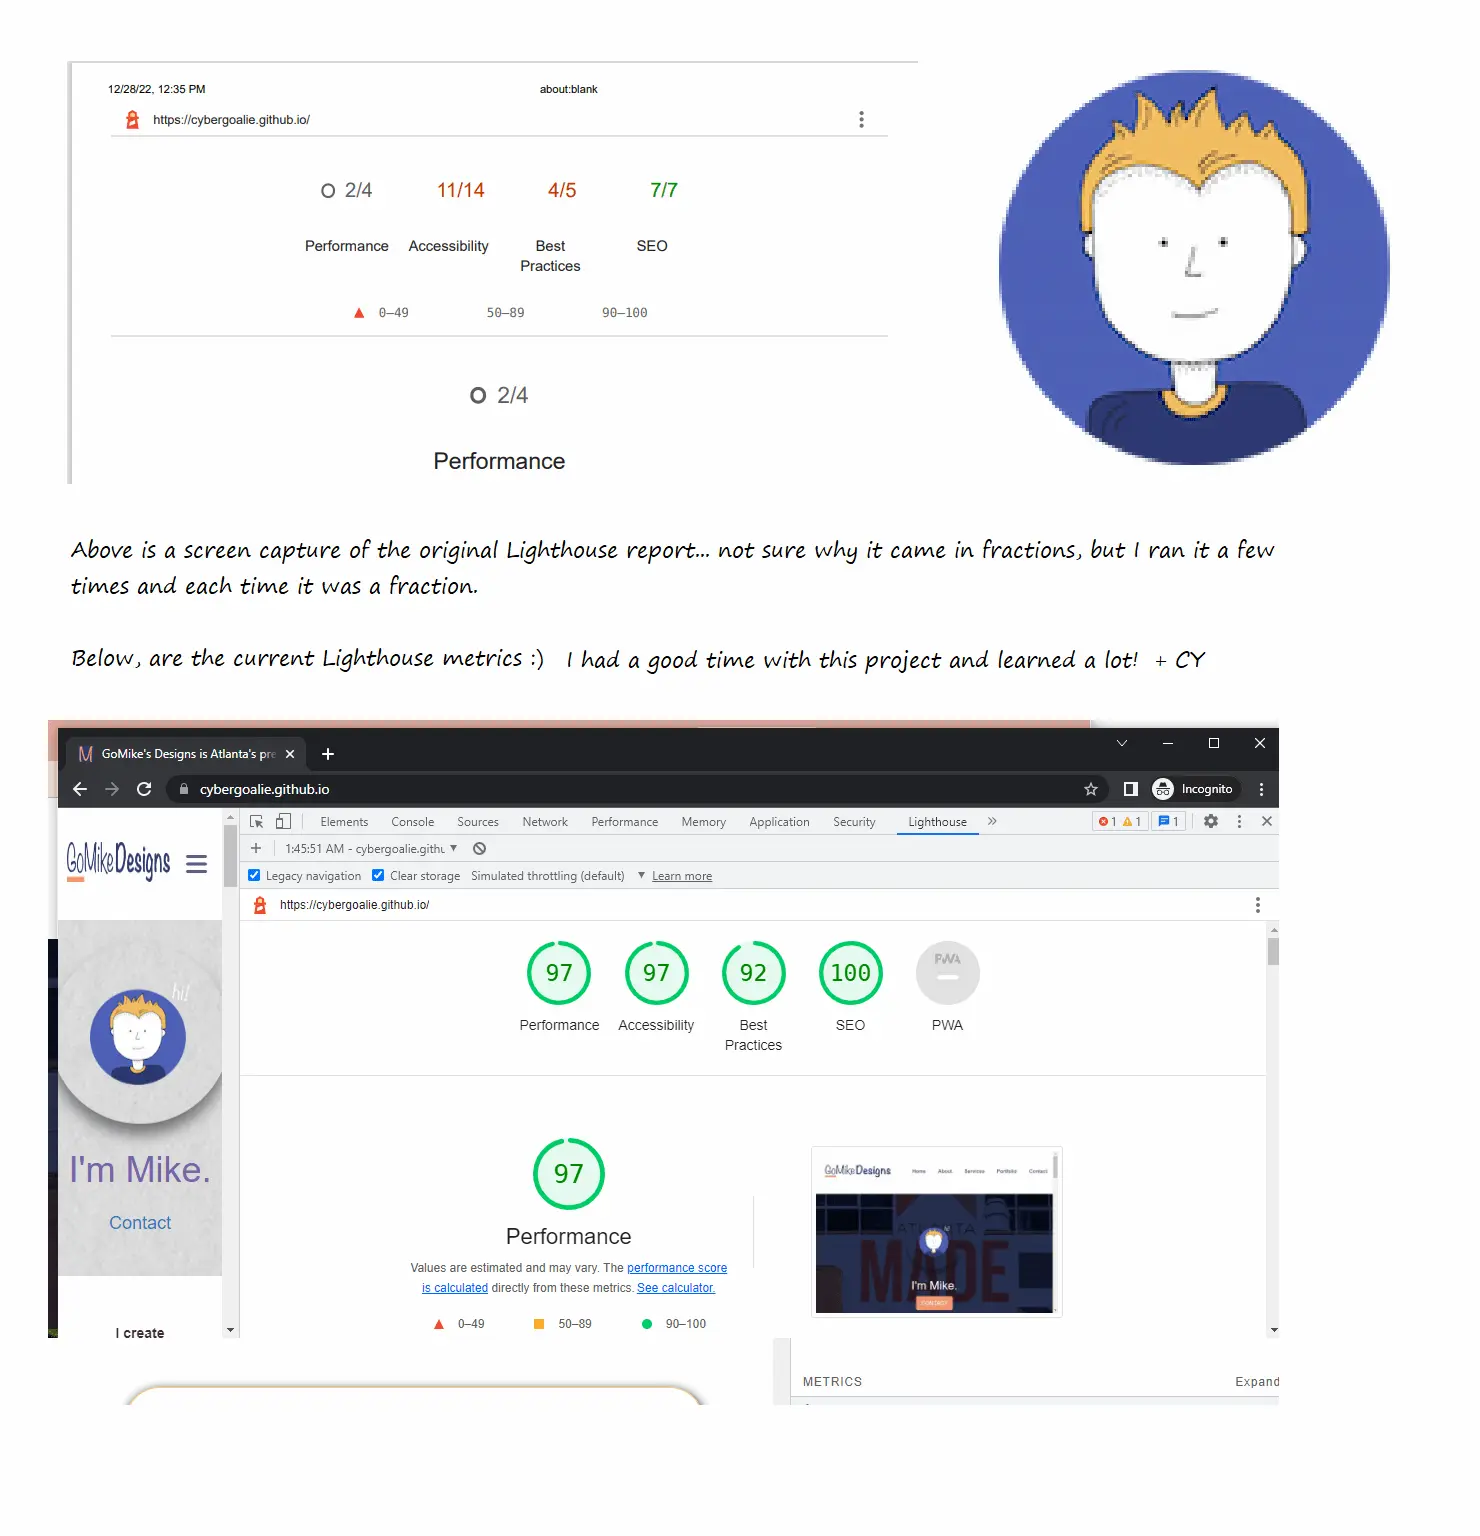 12/28/22, 12:35 PM about:blank
https://cybergoalie.github.io/
2/4 11/14 4/5 7/7
Performance Accessibility Best Practices SEO
0–49 50–89 90–100
2/4
Performance
Above is a screen capture of the original Lighthouse report... not sure why it came in fractions, but I ran it a few
times and each time it was a fraction.
Below, are the current Lighthouse metrics :) I had a good time with this project and learned a lot! + CY
GoMike's Designs is Atlanta's pre
cybergoalie.github.io Incognito
Elements Console Sources Network Performance Memory Application Security Lighthouse » 1 1 1
1:45:51 AM - cybergoalie.githu
Legacy navigation Clear storage Simulated throttling (default) Learn more
https://cybergoalie.github.io/
GoMikeDesigns
hi!
I'm Mike.
Contact
I create
97 97 92 100 PWA
Performance Accessibility Best Practices SEO PWA
97
Performance
Values are estimated and may vary. The performance score
is calculated directly from these metrics. See calculator.
0–49 50–89 90–100
GoMikeDesigns Home About Services Portfolio Contact
ATLANTA
hi!
MADE
I'm Mike.
CONTACT
METRICS Expand